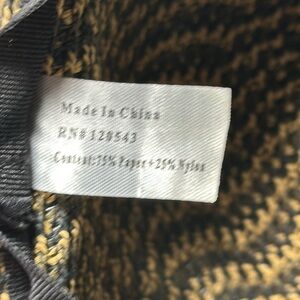 Made In China
RN# 120543
Content:75% Paper+25% Nylon